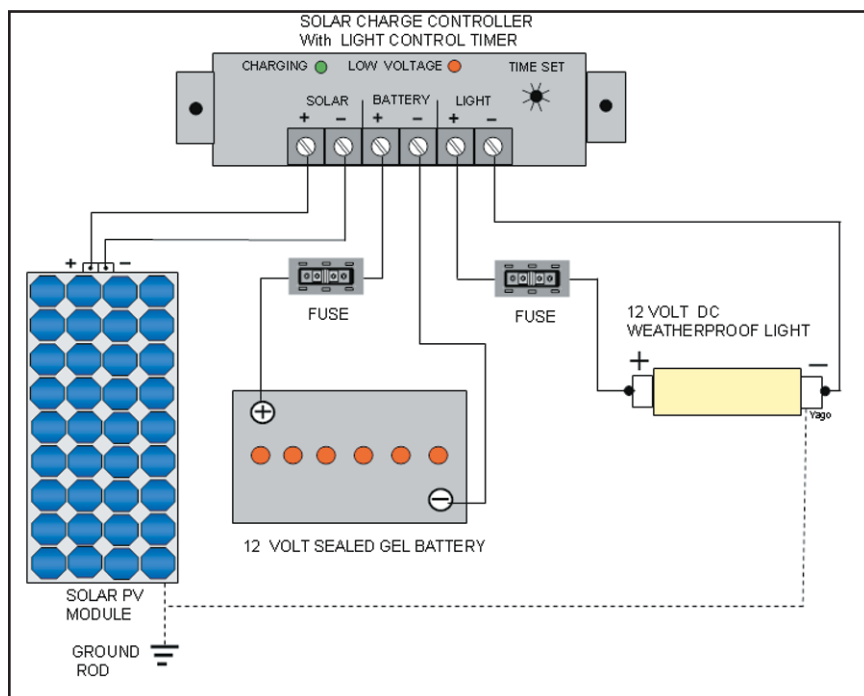 SOLAR CHARGE CONTROLLER
With LIGHT CONTROL TIMER
CHARGING LOW VOLTAGE TIME SET
SOLAR BATTERY LIGHT
+ − + − + −
+ −
FUSE
FUSE
12 VOLT DC
WEATHERPROOF LIGHT
+ −
Yago
+
−
12 VOLT SEALED GEL BATTERY
SOLAR PV
MODULE
GROUND
ROD